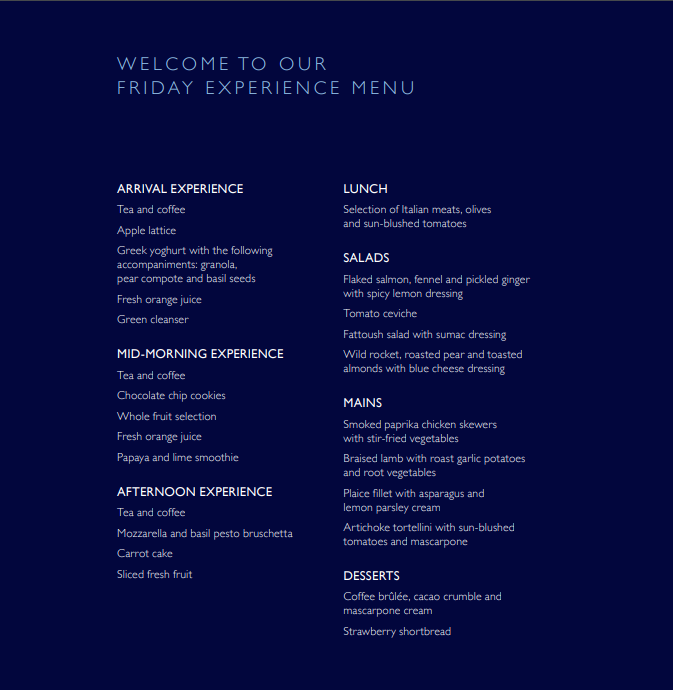 WELCOME TO OUR
FRIDAY EXPERIENCE MENU
ARRIVAL EXPERIENCE
Tea and coffee
Apple lattice
Greek yoghurt with the following
accompaniments: granola,
pear compote and basil seeds
Fresh orange juice
Green cleanser
MID-MORNING EXPERIENCE
Tea and coffee
Chocolate chip cookies
Whole fruit selection
Fresh orange juice
Papaya and lime smoothie
AFTERNOON EXPERIENCE
Tea and coffee
Mozzarella and basil pesto bruschetta
Carrot cake
Sliced fresh fruit
LUNCH
Selection of Italian meats, olives
and sun-blushed tomatoes
SALADS
Flaked salmon, fennel and pickled ginger
with spicy lemon dressing
Tomato ceviche
Fattoush salad with sumac dressing
Wild rocket, roasted pear and toasted
almonds with blue cheese dressing
MAINS
Smoked paprika chicken skewers
with stir-fried vegetables
Braised lamb with roast garlic potatoes
and root vegetables
Plaice fillet with asparagus and
lemon parsley cream
Artichoke tortellini with sun-blushed
tomatoes and mascarpone
DESSERTS
Coffee brûlée, cacao crumble and
mascarpone cream
Strawberry shortbread